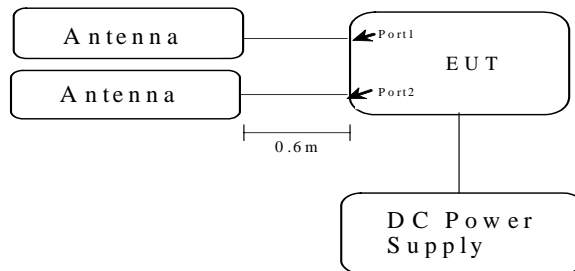 Antenna
Port1
EUT
Antenna
Port2
0.6m
DC Power
Supply